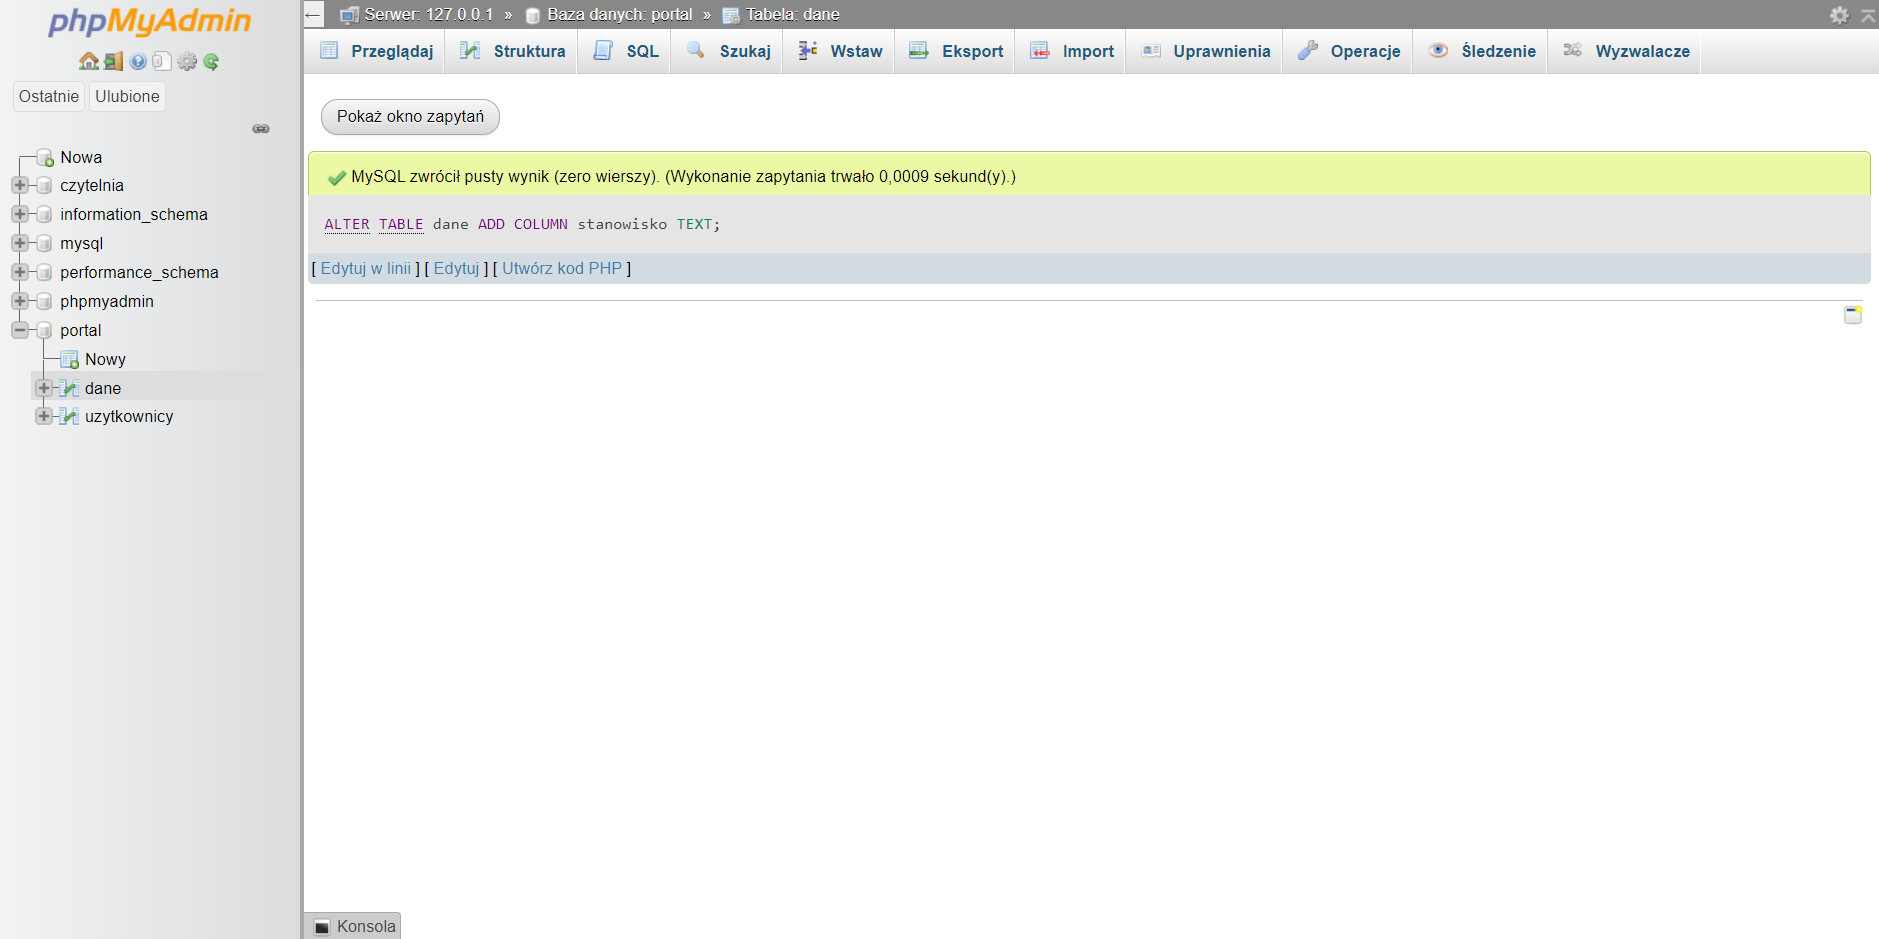 phpMyAdmin
Ostatnie Ulubione
Nowa
czytelnia
information_schema
mysql
performance_schema
phpmyadmin
portal
Nowy
dane
uzytkownicy
Serwer: 127.0.0.1 » Baza danych: portal » Tabela: dane
Przeglądaj Struktura SQL Szukaj Wstaw Eksport Import Uprawnienia Operacje Śledzenie Wyzwalacze
Pokaż okno zapytań
MySQL zwrócił pusty wynik (zero wierszy). (Wykonanie zapytania trwało 0,0009 sekund(y).)
ALTER TABLE dane ADD COLUMN stanowisko TEXT;
[ Edytuj w linii ] [ Edytuj ] [ Utwórz kod PHP ]
Konsola